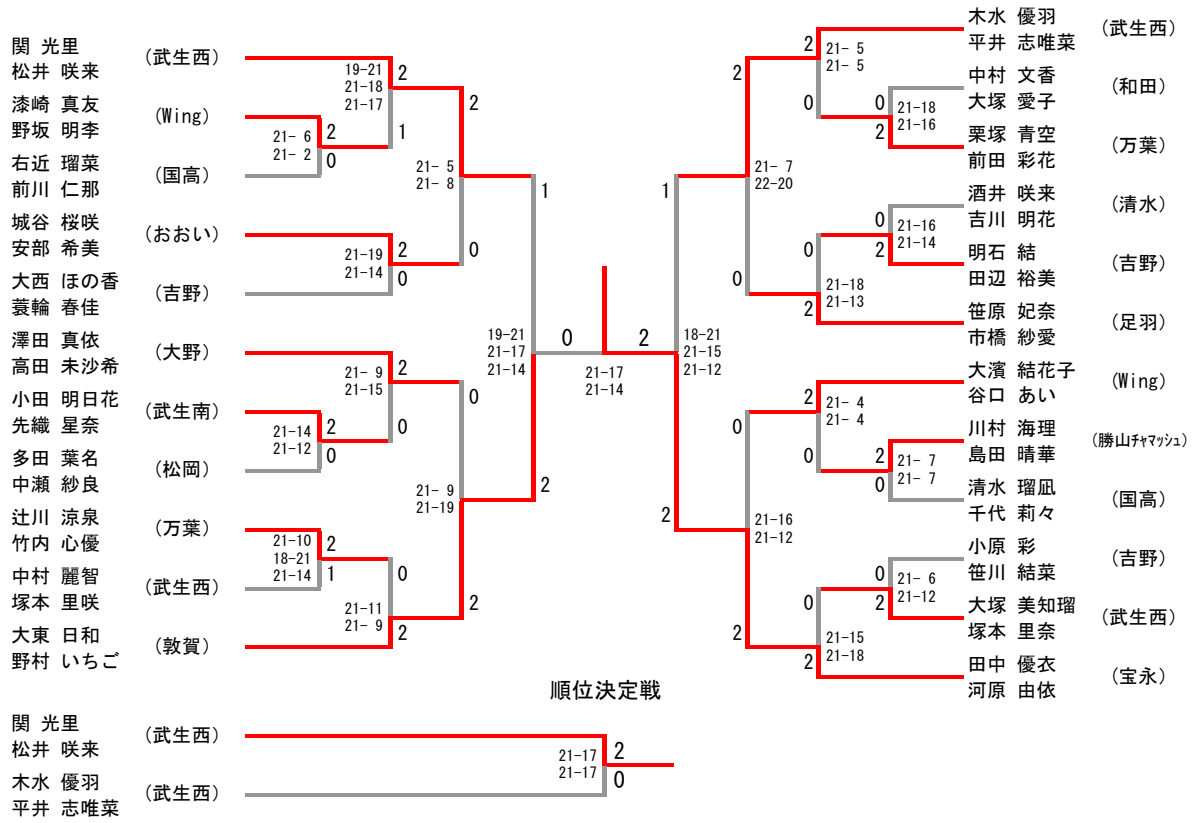 関 光里
松井 咲来
(武生西)
漆崎 真友
野坂 明李
(Wing)
右近 瑠菜
前川 仁那
(国高)
城谷 桜咲
安部 希美
(おおい)
大西 ほの香
蓑輪 春佳
(吉野)
澤田 真依
高田 未沙希
(大野)
小田 明日花
先織 星奈
(武生南)
多田 葉名
中瀬 紗良
(松岡)
辻川 涼泉
竹内 心優
(万葉)
中村 麗智
塚本 里咲
(武生西)
大東 日和
野村 いちご
(敦賀)
19-21
21-18
21-17
2
1
21- 6
21- 2
2
0
21- 5
21- 8
2
0
21-19
21-14
2
0
21- 9
21-15
2
0
21-14
21-12
2
0
21- 9
21-19
0
2
21-10
18-21
21-14
2
1
21-11
21- 9
0
2
19-21
21-17
21-14
1
2
0
2
21-17
21-14
18-21
21-15
21-12
1
2
21- 7
22-20
2
0
21- 5
21- 5
2
0
21-18
21-16
0
2
21-16
21-14
0
2
21-18
21-13
0
2
21-16
21-12
0
2
21- 4
21- 4
2
0
21- 7
21- 7
2
0
21- 6
21-12
0
2
21-15
21-18
0
2
木水 優羽
平井 志唯菜
(武生西)
中村 文香
大塚 愛子
(和田)
栗塚 青空
前田 彩花
(万葉)
酒井 咲来
吉川 明花
(清水)
明石 結
田辺 裕美
(吉野)
笹原 妃奈
市橋 紗愛
(足羽)
大濱 結花子
谷口 あい
(Wing)
川村 海理
島田 晴華
(勝山チャマッシュ)
清水 瑠凪
千代 莉々
(国高)
小原 彩
笹川 結菜
(吉野)
大塚 美知瑠
塚本 里奈
(武生西)
田中 優衣
河原 由依
(宝永)
順位決定戦
関 光里
松井 咲来
(武生西)
木水 優羽
平井 志唯菜
(武生西)
21-17
21-17
2
0